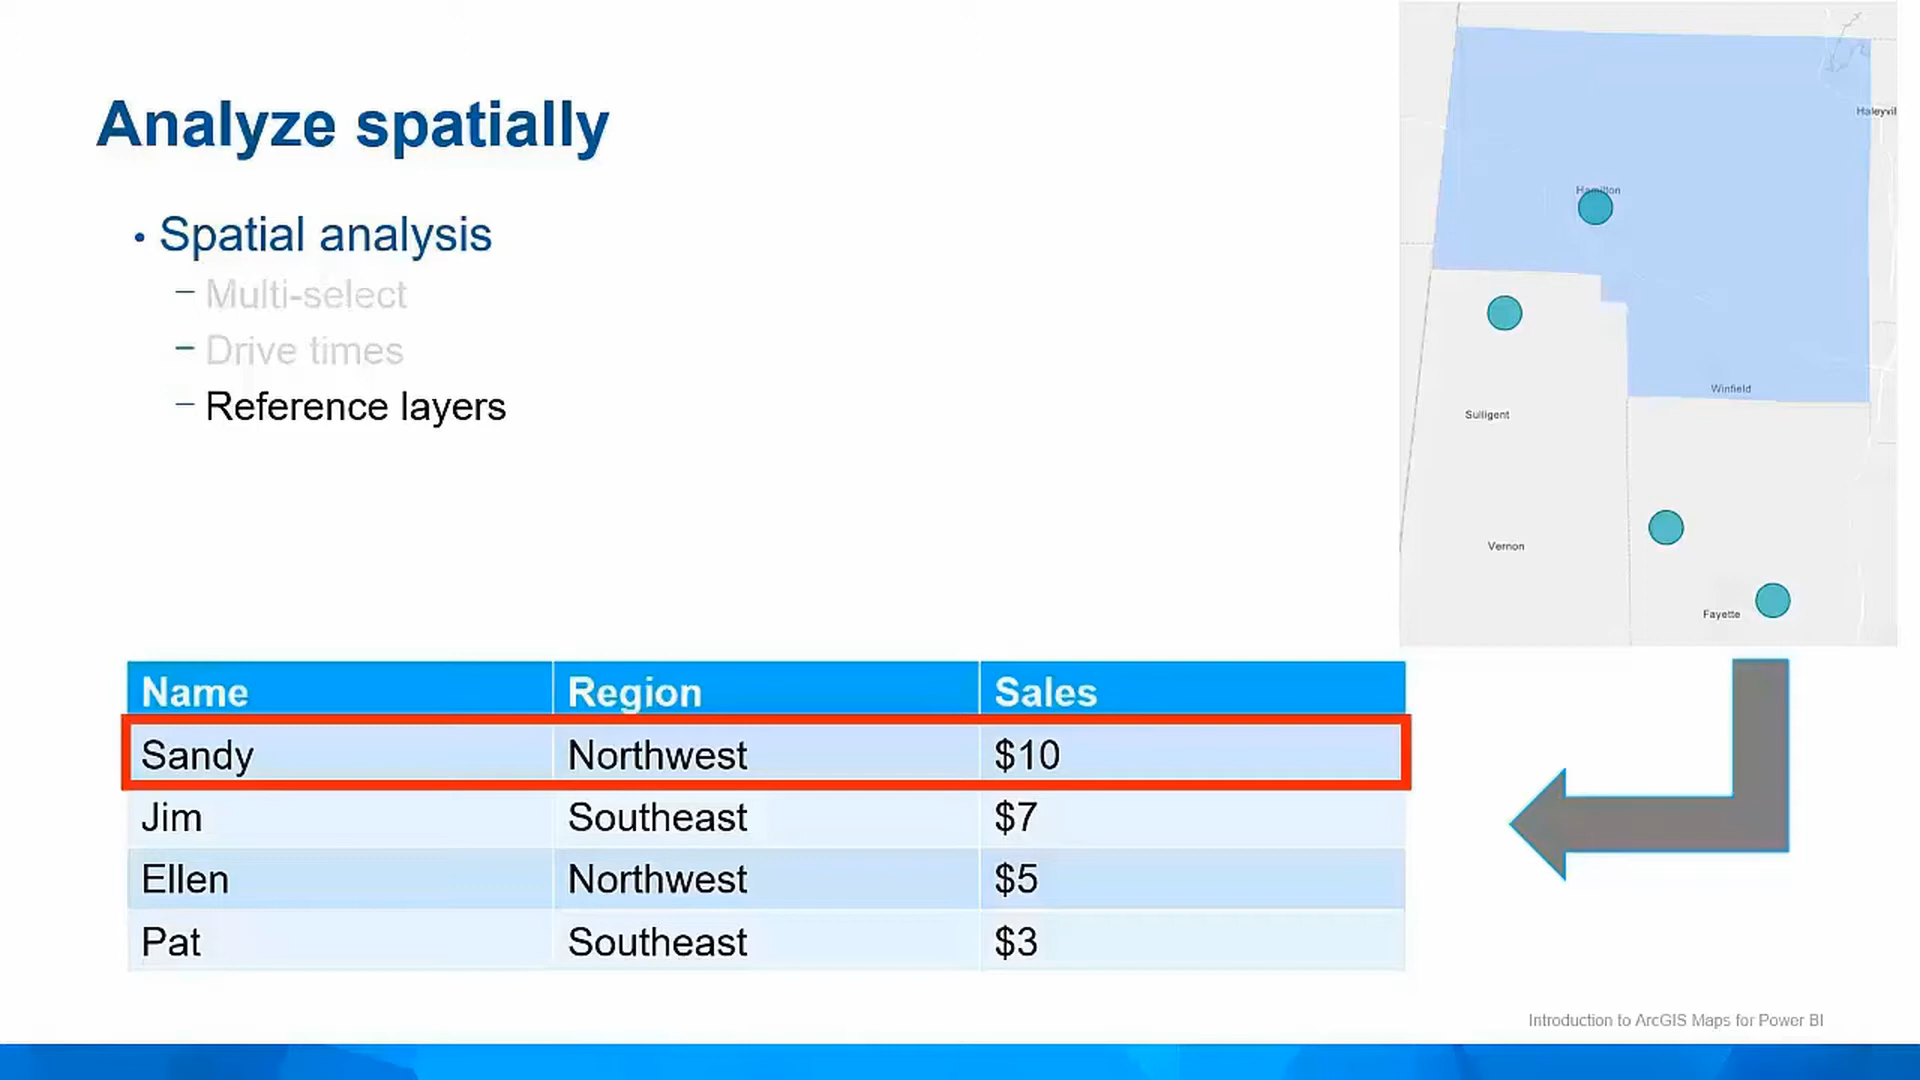 Analyze spatially
• Spatial analysis
– Multi-select
– Drive times
– Reference layers
Haleyvil
Hamilton
Winfield
Sulligent
Vernon
Fayette
Name Region Sales
Sandy Northwest $10
Jim Southeast $7
Ellen Northwest $5
Pat Southeast $3
Introduction to ArcGIS Maps for Power BI